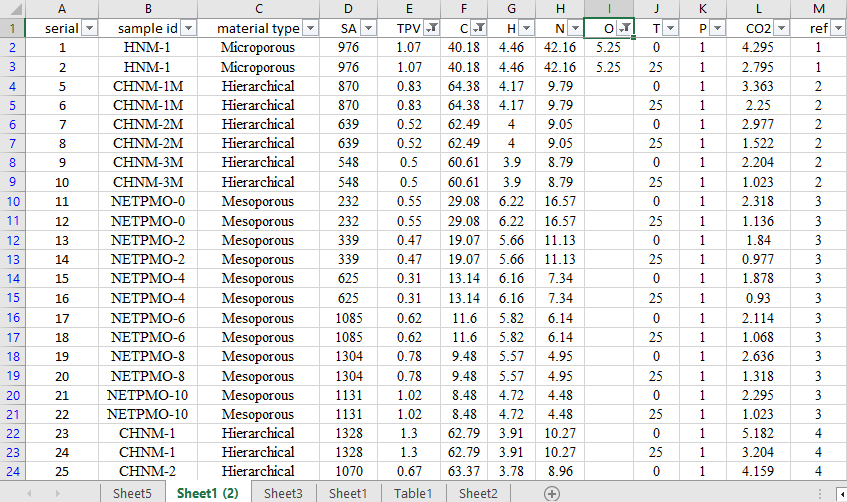 A B C D E F G H I J K L M
1 serial sample id material type SA TPV C H N O T P CO2 ref
2 1 HNM-1 Microporous 976 1.07 40.18 4.46 42.16 5.25 0 1 4.295 1
3 2 HNM-1 Microporous 976 1.07 40.18 4.46 42.16 5.25 25 1 2.795 1
4 5 CHNM-1M Hierarchical 870 0.83 64.38 4.17 9.79 0 1 3.363 2
5 6 CHNM-1M Hierarchical 870 0.83 64.38 4.17 9.79 25 1 2.25 2
6 7 CHNM-2M Hierarchical 639 0.52 62.49 4 9.05 0 1 2.977 2
7 8 CHNM-2M Hierarchical 639 0.52 62.49 4 9.05 25 1 1.522 2
8 9 CHNM-3M Hierarchical 548 0.5 60.61 3.9 8.79 0 1 2.204 2
9 10 CHNM-3M Hierarchical 548 0.5 60.61 3.9 8.79 25 1 1.023 2
10 11 NETPMO-0 Mesoporous 232 0.55 29.08 6.22 16.57 0 1 2.318 3
11 12 NETPMO-0 Mesoporous 232 0.55 29.08 6.22 16.57 25 1 1.136 3
12 13 NETPMO-2 Mesoporous 339 0.47 19.07 5.66 11.13 0 1 1.84 3
13 14 NETPMO-2 Mesoporous 339 0.47 19.07 5.66 11.13 25 1 0.977 3
14 15 NETPMO-4 Mesoporous 625 0.31 13.14 6.16 7.34 0 1 1.878 3
15 16 NETPMO-4 Mesoporous 625 0.31 13.14 6.16 7.34 25 1 0.93 3
16 17 NETPMO-6 Mesoporous 1085 0.62 11.6 5.82 6.14 0 1 2.114 3
17 18 NETPMO-6 Mesoporous 1085 0.62 11.6 5.82 6.14 25 1 1.068 3
18 19 NETPMO-8 Mesoporous 1304 0.78 9.48 5.57 4.95 0 1 2.636 3
19 20 NETPMO-8 Mesoporous 1304 0.78 9.48 5.57 4.95 25 1 1.318 3
20 21 NETPMO-10 Mesoporous 1131 1.02 8.48 4.72 4.48 0 1 2.295 3
21 22 NETPMO-10 Mesoporous 1131 1.02 8.48 4.72 4.48 25 1 1.023 3
22 23 CHNM-1 Hierarchical 1328 1.3 62.79 3.91 10.27 0 1 5.182 4
23 24 CHNM-1 Hierarchical 1328 1.3 62.79 3.91 10.27 25 1 3.204 4
24 25 CHNM-2 Hierarchical 1070 0.67 63.37 3.78 8.96 0 1 4.159 4
Sheet5 Sheet1 (2) Sheet3 Sheet1 Table1 Sheet2